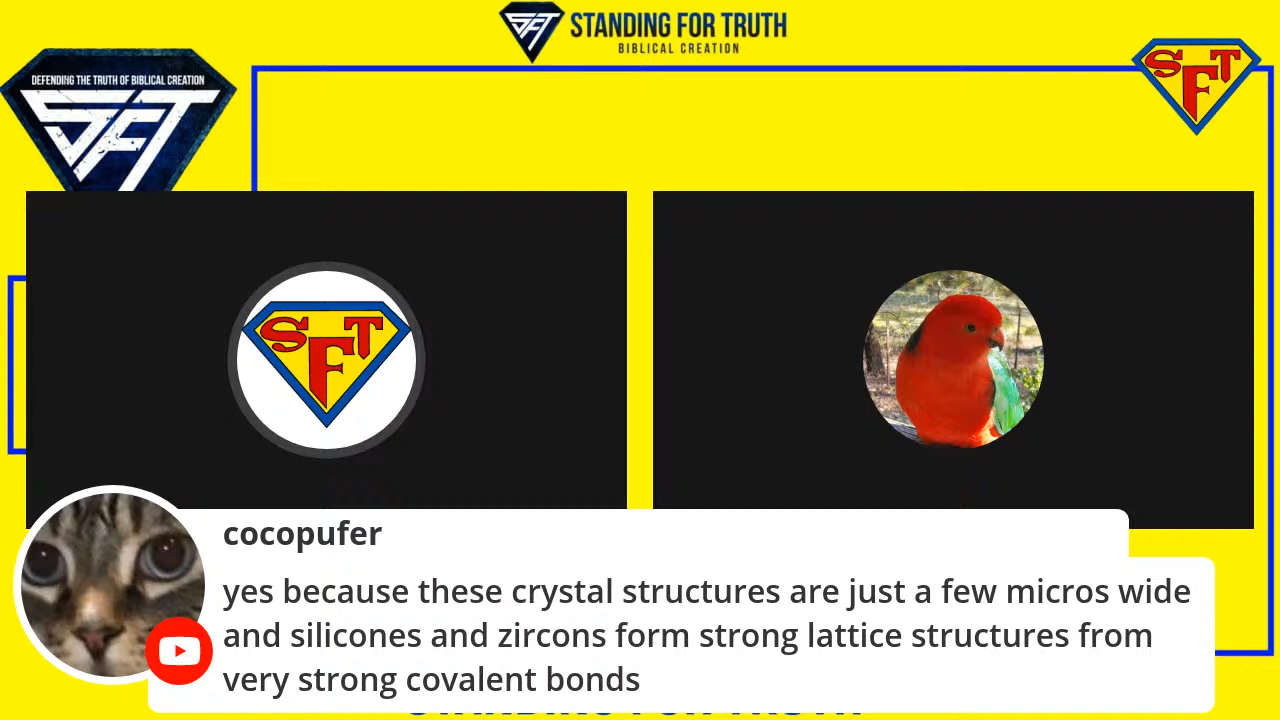 SFT
STANDING FOR TRUTH
BIBLICAL CREATION
DEFENDING THE TRUTH OF BIBLICAL CREATION
SFT
SFT
SFT
cocopufer
yes because these crystal structures are just a few micros wide
and silicones and zircons form strong lattice structures from
very strong covalent bonds